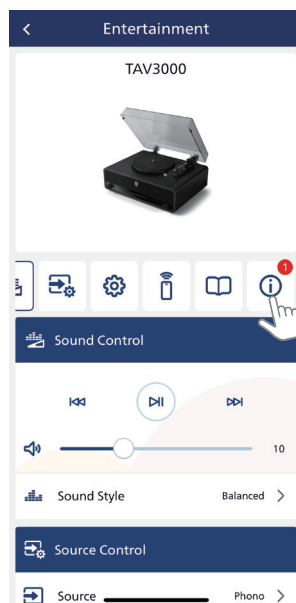 Entertainment
TAV3000
1
Sound Control
10
Sound Style Balanced
Source Control
Source Phono